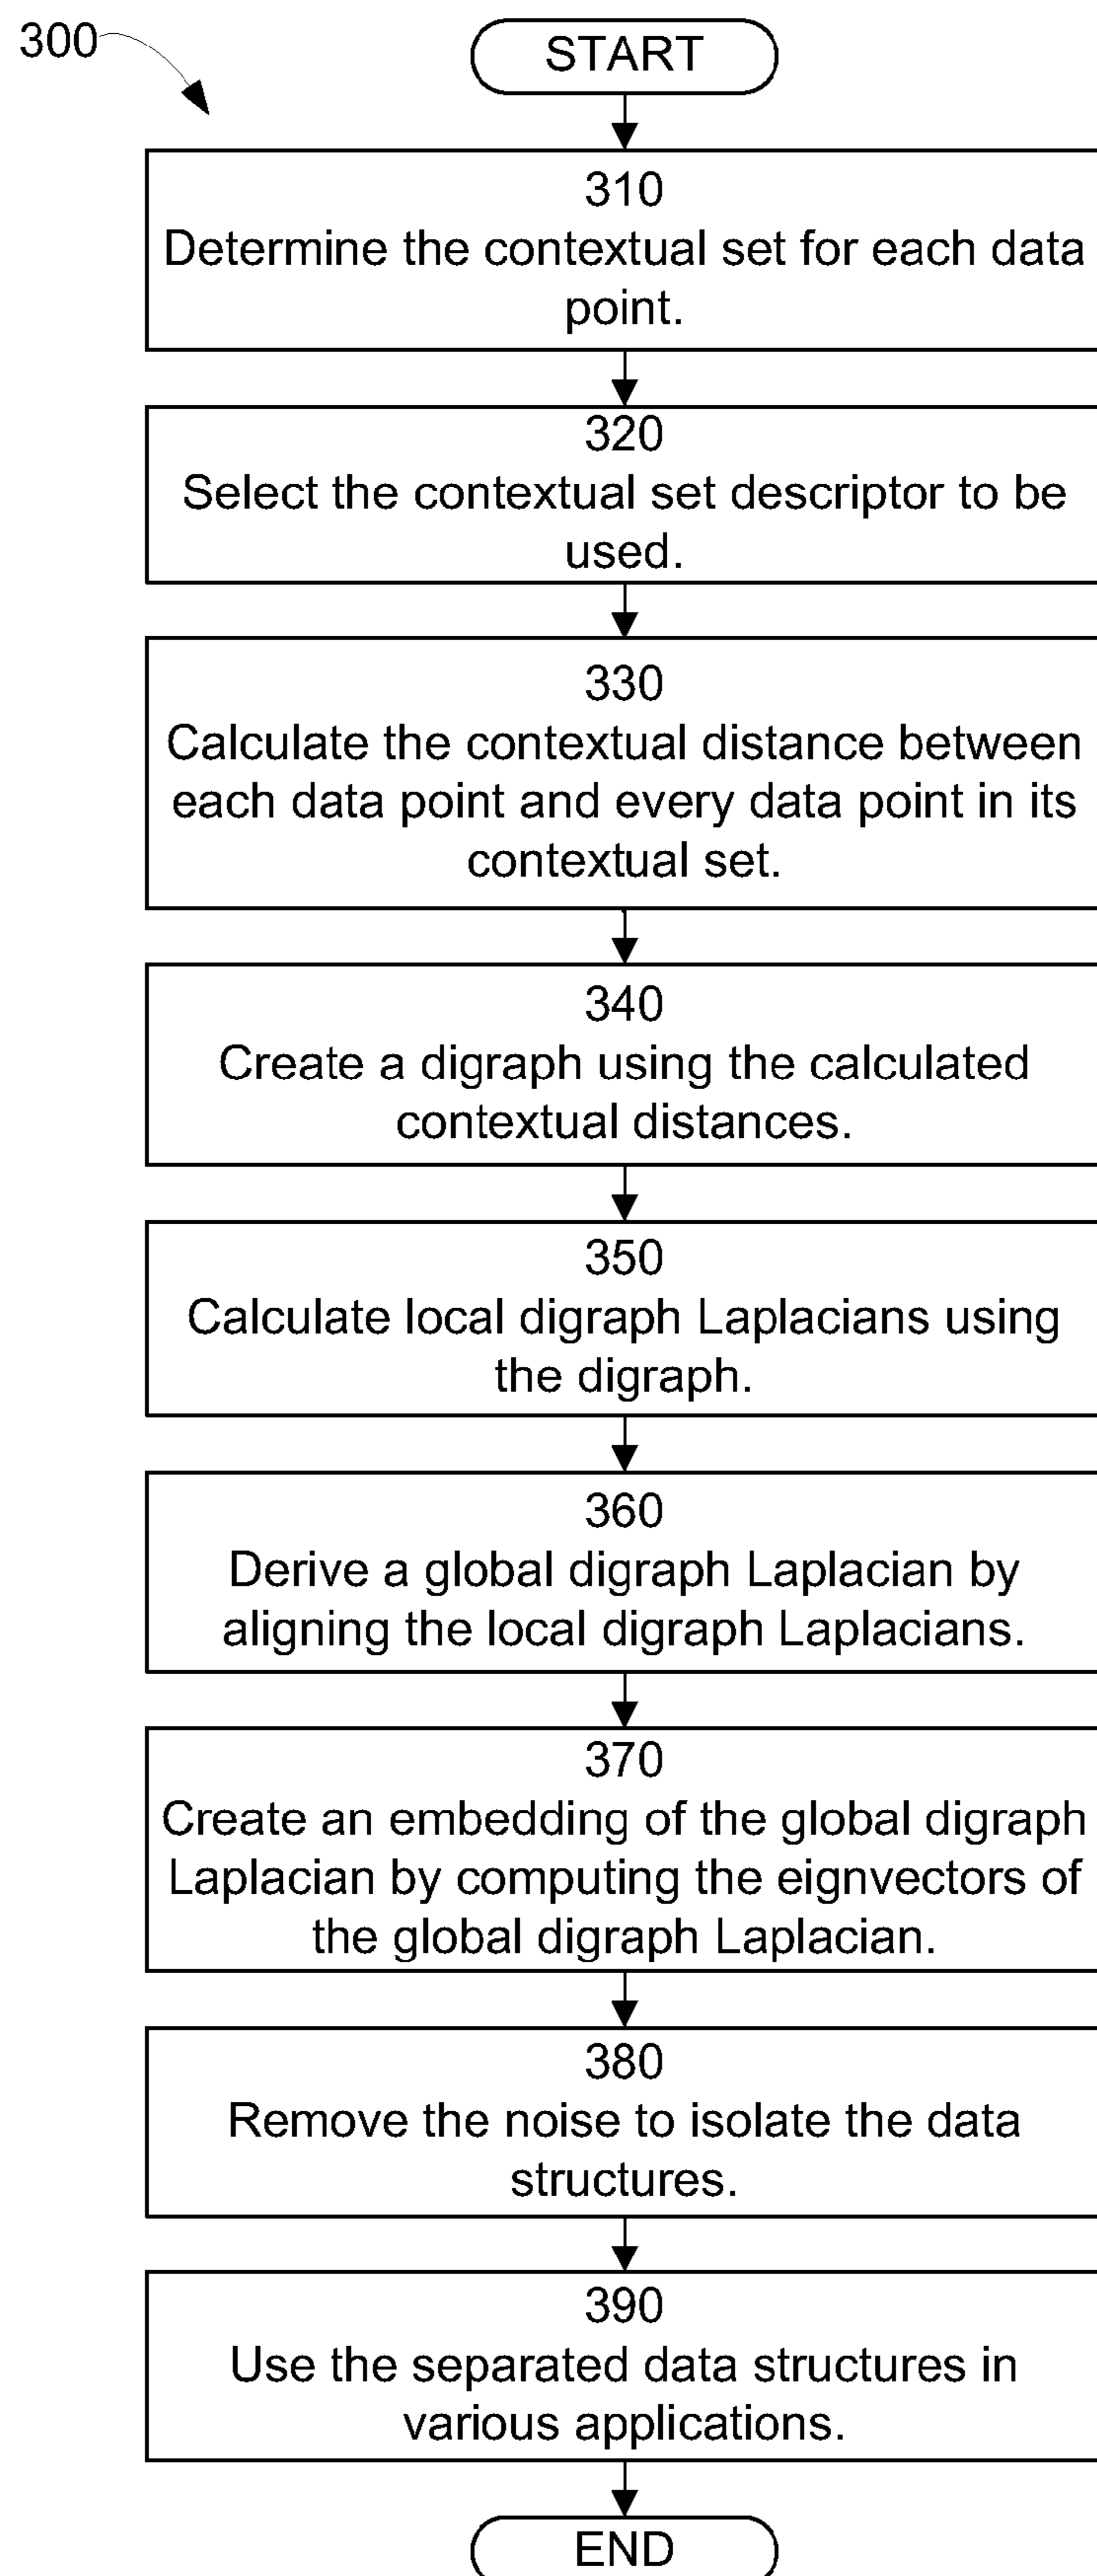 300
START
310
Determine the contextual set for each data
point.
320
Select the contextual set descriptor to be
used.
330
Calculate the contextual distance between
each data point and every data point in its
contextual set.
340
Create a digraph using the calculated
contextual distances.
350
Calculate local digraph Laplacians using
the digraph.
360
Derive a global digraph Laplacian by
aligning the local digraph Laplacians.
370
Create an embedding of the global digraph
Laplacian by computing the eignvectors of
the global digraph Laplacian.
380
Remove the noise to isolate the data
structures.
390
Use the separated data structures in
various applications.
END